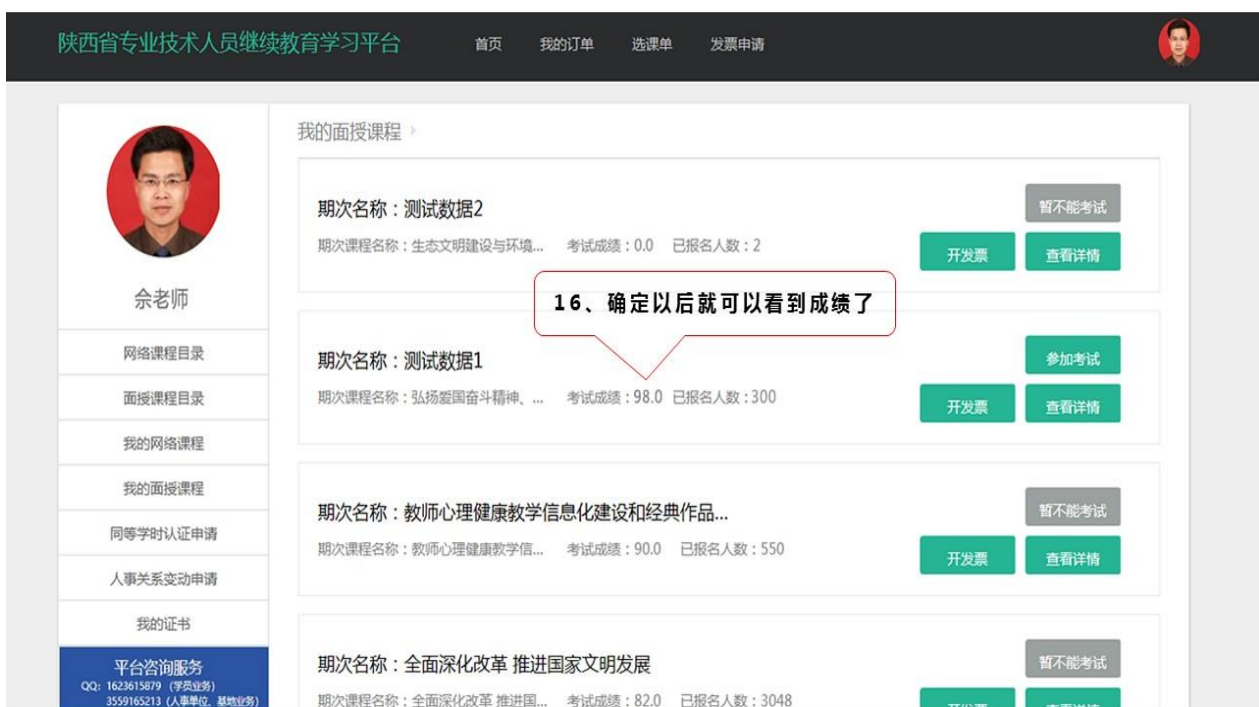 陕西省专业技术人员继续教育学习平台 首页 我的订单 选课单 发票申请
我的面授课程
佘老师
网络课程目录
面授课程目录
我的网络课程
我的面授课程
同等学时认证申请
人事关系变动申请
我的证书
平台咨询服务
QQ: 1623615879 (学员业务)
3559165213 (人事单位、基地业务)
期次名称：测试数据2 暂不能考试
期次课程名称：生态文明建设与环境... 考试成绩：0.0 已报名人数：2 开发票 查看详情
16、确定以后就可以看到成绩了
期次名称：测试数据1 参加考试
期次课程名称：弘扬爱国奋斗精神、... 考试成绩：98.0 已报名人数：300 开发票 查看详情
期次名称：教师心理健康教学信息化建设和经典作品... 暂不能考试
期次课程名称：教师心理健康教学信... 考试成绩：90.0 已报名人数：550 开发票 查看详情
期次名称：全面深化改革 推进国家文明发展 暂不能考试
期次课程名称：全面深化改革 推进国... 考试成绩：82.0 已报名人数：3048 开发票 查看详情